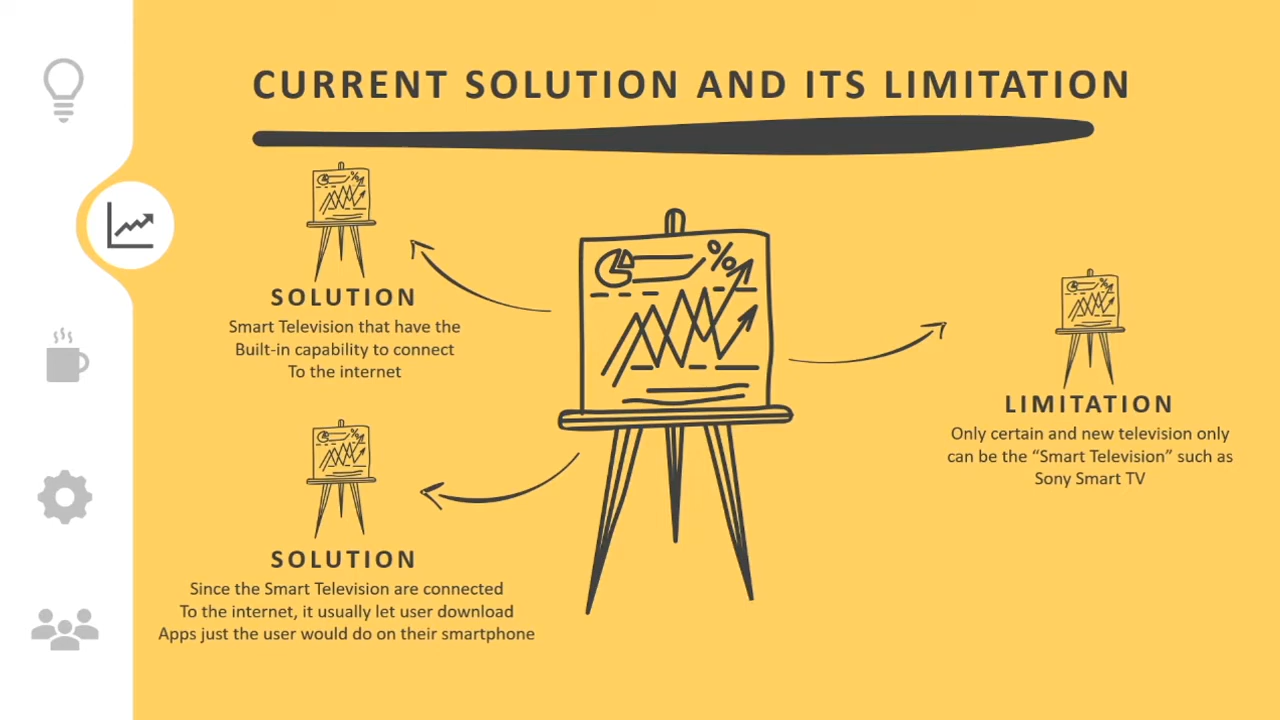 CURRENT SOLUTION AND ITS LIMITATION
SOLUTION
Smart Television that have the
Built-in capability to connect
To the internet
SOLUTION
Since the Smart Television are connected
To the internet, it usually let user download
Apps just the user would do on their smartphone
%
LIMITATION
Only certain and new television only
can be the “Smart Television” such as
Sony Smart TV